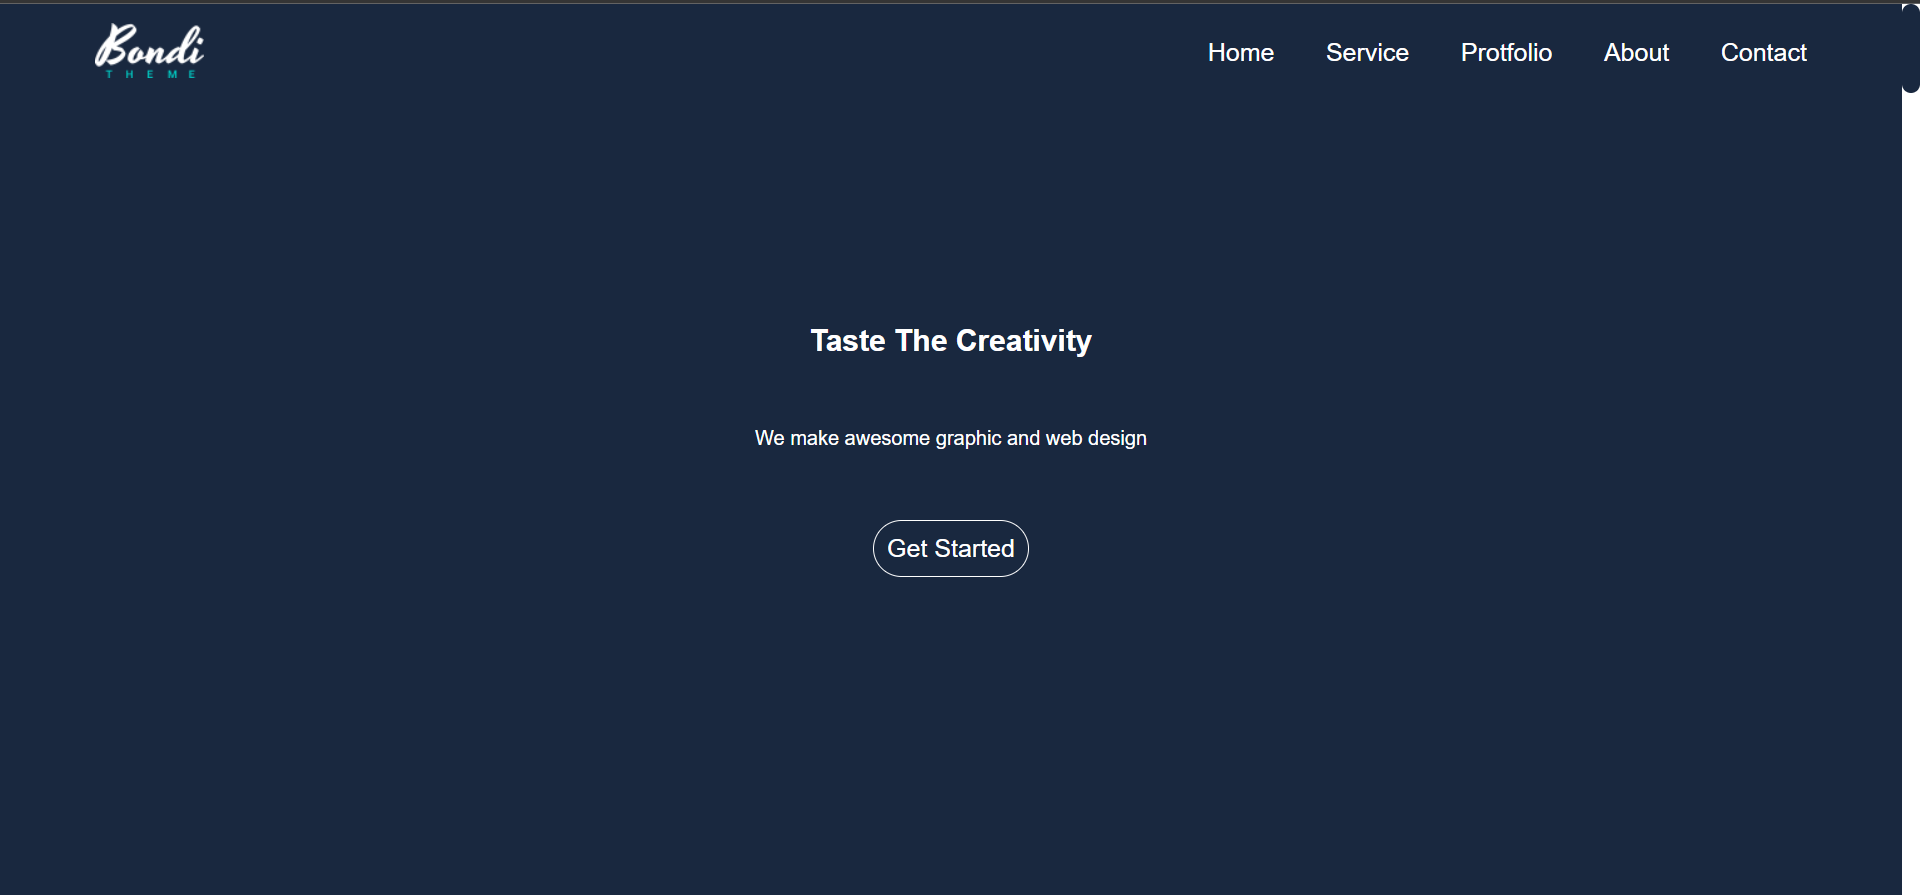 Bondi
THEME
Home Service Protfolio About Contact
Taste The Creativity
We make awesome graphic and web design
Get Started